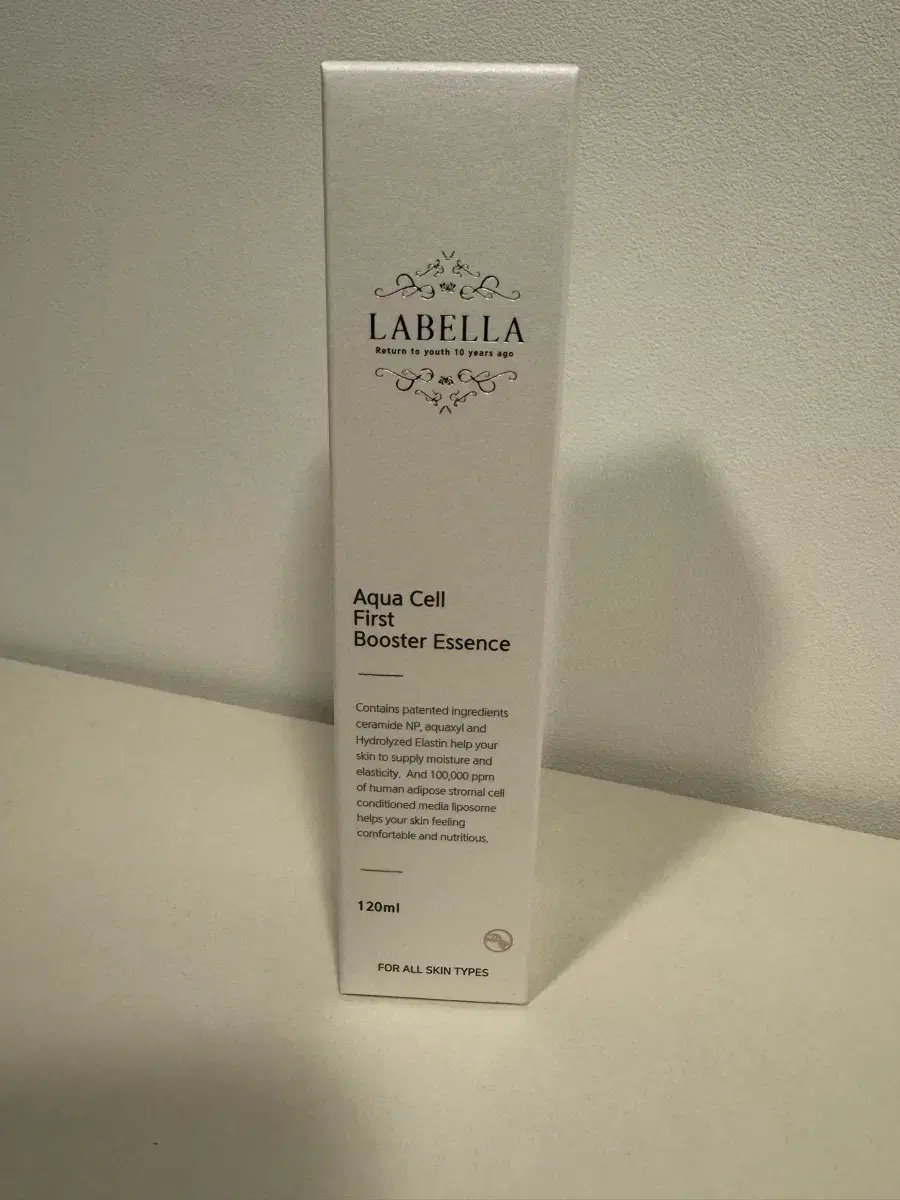 LABELLA
Return to youth 10 years ago
Aqua Cell
First
Booster Essence
Contains patented ingredients
ceramide NP, aquaxyl and
Hydrolyzed Elastin help your
skin to supply moisture and
elasticity. And 100,000 ppm
of human adipose stromal cell
conditioned media liposome
helps your skin feeling
comfortable and nutritious.
120ml
FOR ALL SKIN TYPES